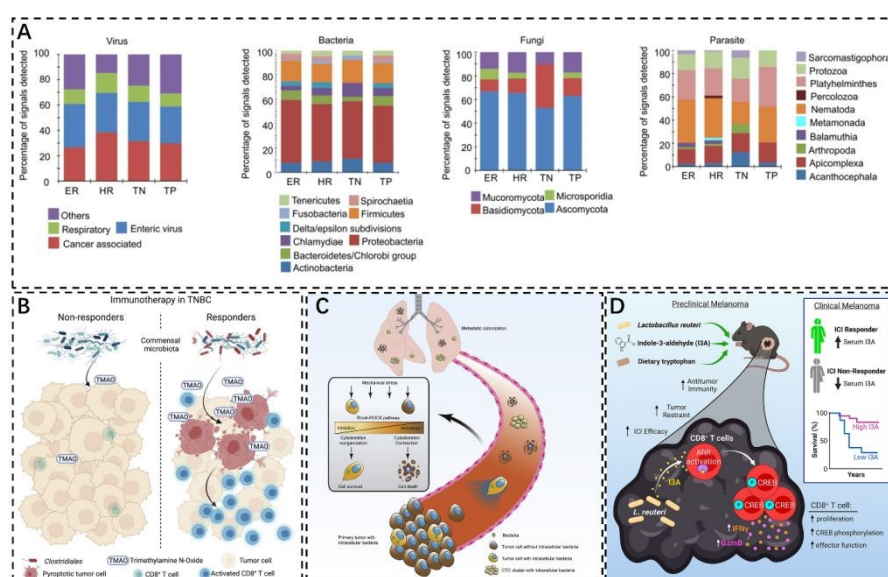 A
Virus
Bacteria
Fungi
Parasite
Percentage of signals detected
100
80
60
40
20
0
ER HR TN TP
Others
Respiratory
Enteric virus
Cancer associated
Percentage of signals detected
100
80
60
40
20
0
ER HR TN TP
Tenericutes
Spirochaetia
Fusobacteria
Firmicutes
Delta/epsilon subdivisions
Chlamydiae
Proteobacteria
Bacteroidetes/Chlorobi group
Actinobacteria
Percentage of signals detected
100
80
60
40
20
0
ER HR TN TP
Mucoromycota
Microsporidia
Basidiomycota
Ascomycota
Percentage of signals detected
100
80
60
40
20
0
ER HR TN TP
Sarcomastigophora
Protozoa
Platyhelminthes
Percolozoa
Nematoda
Metamonada
Balamuthia
Arthropoda
Apicomplexa
Acanthocephala
B
Immunotherapy in TNBC
Non-responders
Responders
Commensal
microbiota
TMAO
TMAO
TMAO
TMAO
TMAO
TMAO
TMAO
Clostridiales
TMAO Trimethylamine N-Oxide
Tumor cell
Pyroptotic tumor cell
CD8⁺ T cell
Activated CD8⁺ T cell
C
Metastatic colonization
Mechanical stress
RhoA-ROCK pathway
Inhibition
Activation
Cytoskeleton
reorganization
Cytoskeleton
Contraction
Cell survival
Cell death
Primary tumor
with intracellular bacteria
Bacteria
Tumor cell without intracellular bacteria
Tumor cell with intracellular bacteria
CTC cluster with intracellular bacteria
D
Preclinical Melanoma
Lactobacillus reuteri
Indole-3-aldehyde (I3A)
Dietary tryptophan
↑ Antitumor
Immunity
↑ Tumor
Restraint
↑ ICI Efficacy
CD8⁺ T cells
AhR
activation
I3A
L. reuteri
CREB
CREB
CREB
↑ IFNγ
↑ GzmB
Clinical Melanoma
ICI Responder
↑ Serum I3A
ICI Non-Responder
↓ Serum I3A
Survival (%)
100
50
0
High I3A
Low I3A
Years
CD8⁺ T cell:
↑ proliferation
↑ CREB phosphorylation
↑ effector function